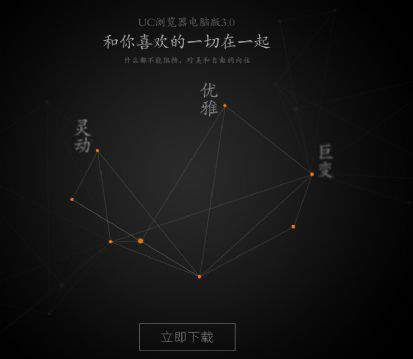 UC浏览器电脑版3.0
和你喜欢的一切在一起
什么都不能阻挡，对美和自由的向往
优雅
灵动
巨变
立即下载